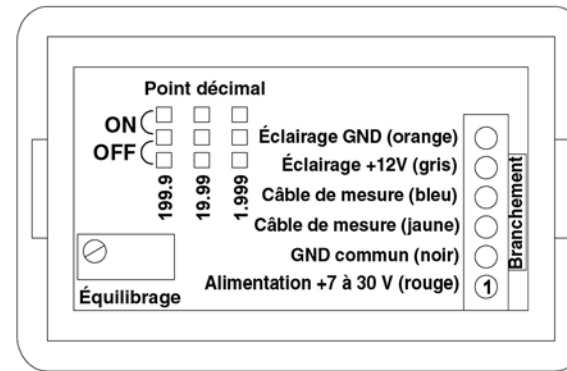 Point décimal
ON
OFF
199.9
19.99
1.999
Équilibrage
Éclairage GND (orange)
Éclairage +12V (gris)
Câble de mesure (bleu)
Câble de mesure (jaune)
GND commun (noir)
Alimentation +7 à 30 V (rouge)
1
Branchement